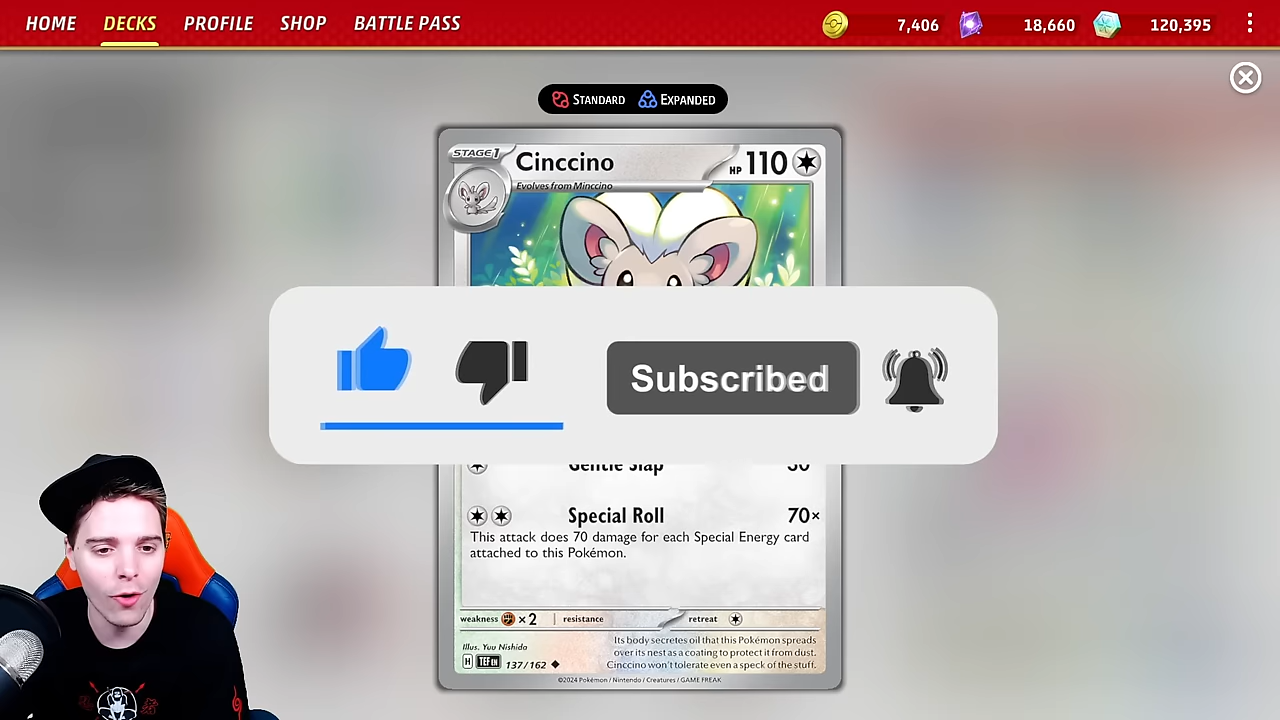 HOME DECKS PROFILE SHOP BATTLE PASS 7,406 18,660 120,395
STANDARD EXPANDED
STAGE1 Cinccino HP 110
Evolves from Minccino
Subscribed
Gentle Slap 30
Special Roll 70×
This attack does 70 damage for each Special Energy card
attached to this Pokémon.
weakness ×2 resistance retreat
Illus. Yuu Nishida
Its body secretes oil that this Pokémon spreads
over its nest as a coating to protect it from dust.
Cinccino won't tolerate even a speck of the stuff.
H TEF EN 137/162
©2024 Pokémon / Nintendo / Creatures / GAME FREAK